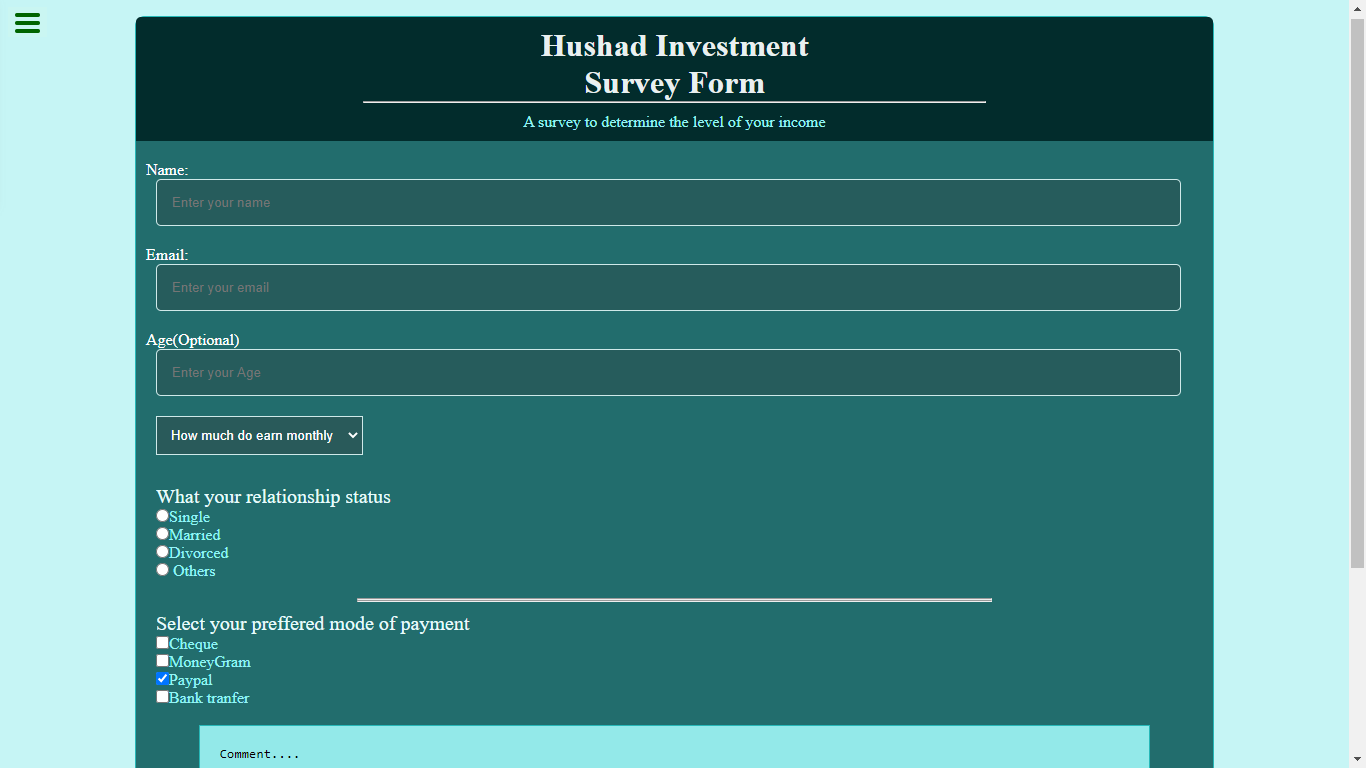 Hushad Investment
Survey Form
A survey to determine the level of your income
Name:
Enter your name
Email:
Enter your email
Age(Optional)
Enter your Age
How much do earn monthly
What your relationship status
Single
Married
Divorced
Others
Select your preffered mode of payment
Cheque
MoneyGram
Paypal
Bank tranfer
Comment....